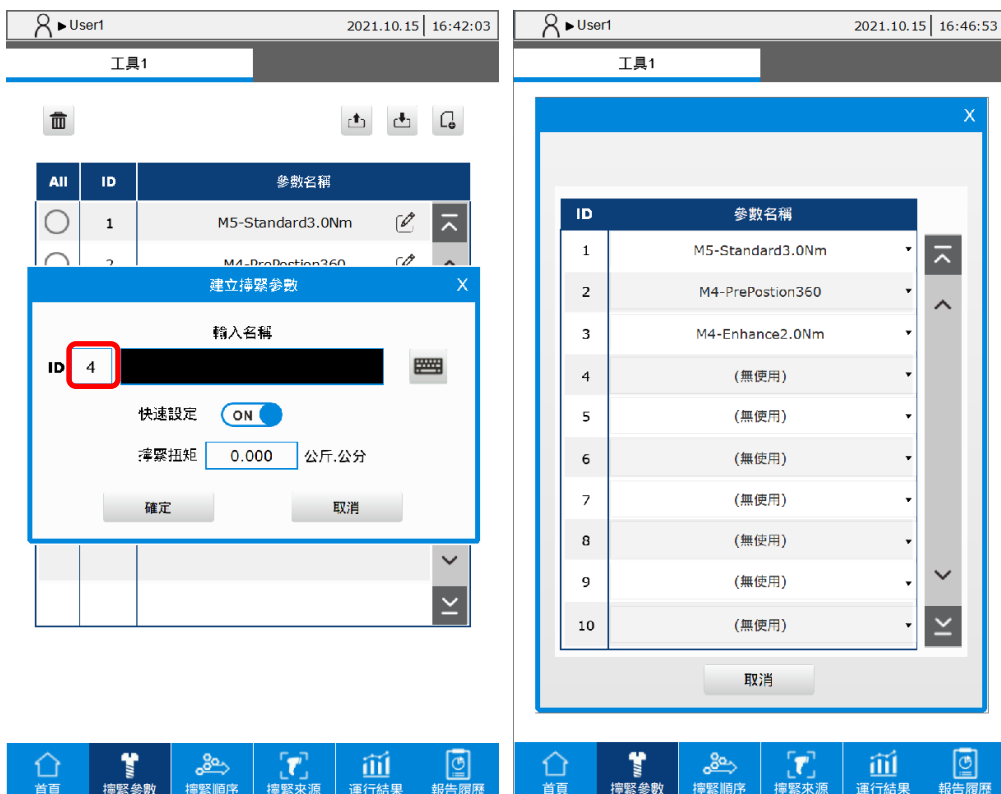 User1
2021.10.15 16:42:03
工具1
All ID 參數名稱
1 M5-Standard3.0Nm
2 M4-PrePostion360
建立擰緊參數 X
輸入名稱
ID 4
快速設定 ON
擰緊扭矩 0.000 公斤.公分
確定 取消
首頁 擰緊參數 擰緊順序 擰緊來源 運行結果 報告履歷
User1
2021.10.15 16:46:53
工具1
X
ID 參數名稱
1 M5-Standard3.0Nm
2 M4-PrePostion360
3 M4-Enhance2.0Nm
4 (無使用)
5 (無使用)
6 (無使用)
7 (無使用)
8 (無使用)
9 (無使用)
10 (無使用)
取消
首頁 擰緊參數 擰緊順序 擰緊來源 運行結果 報告履歷